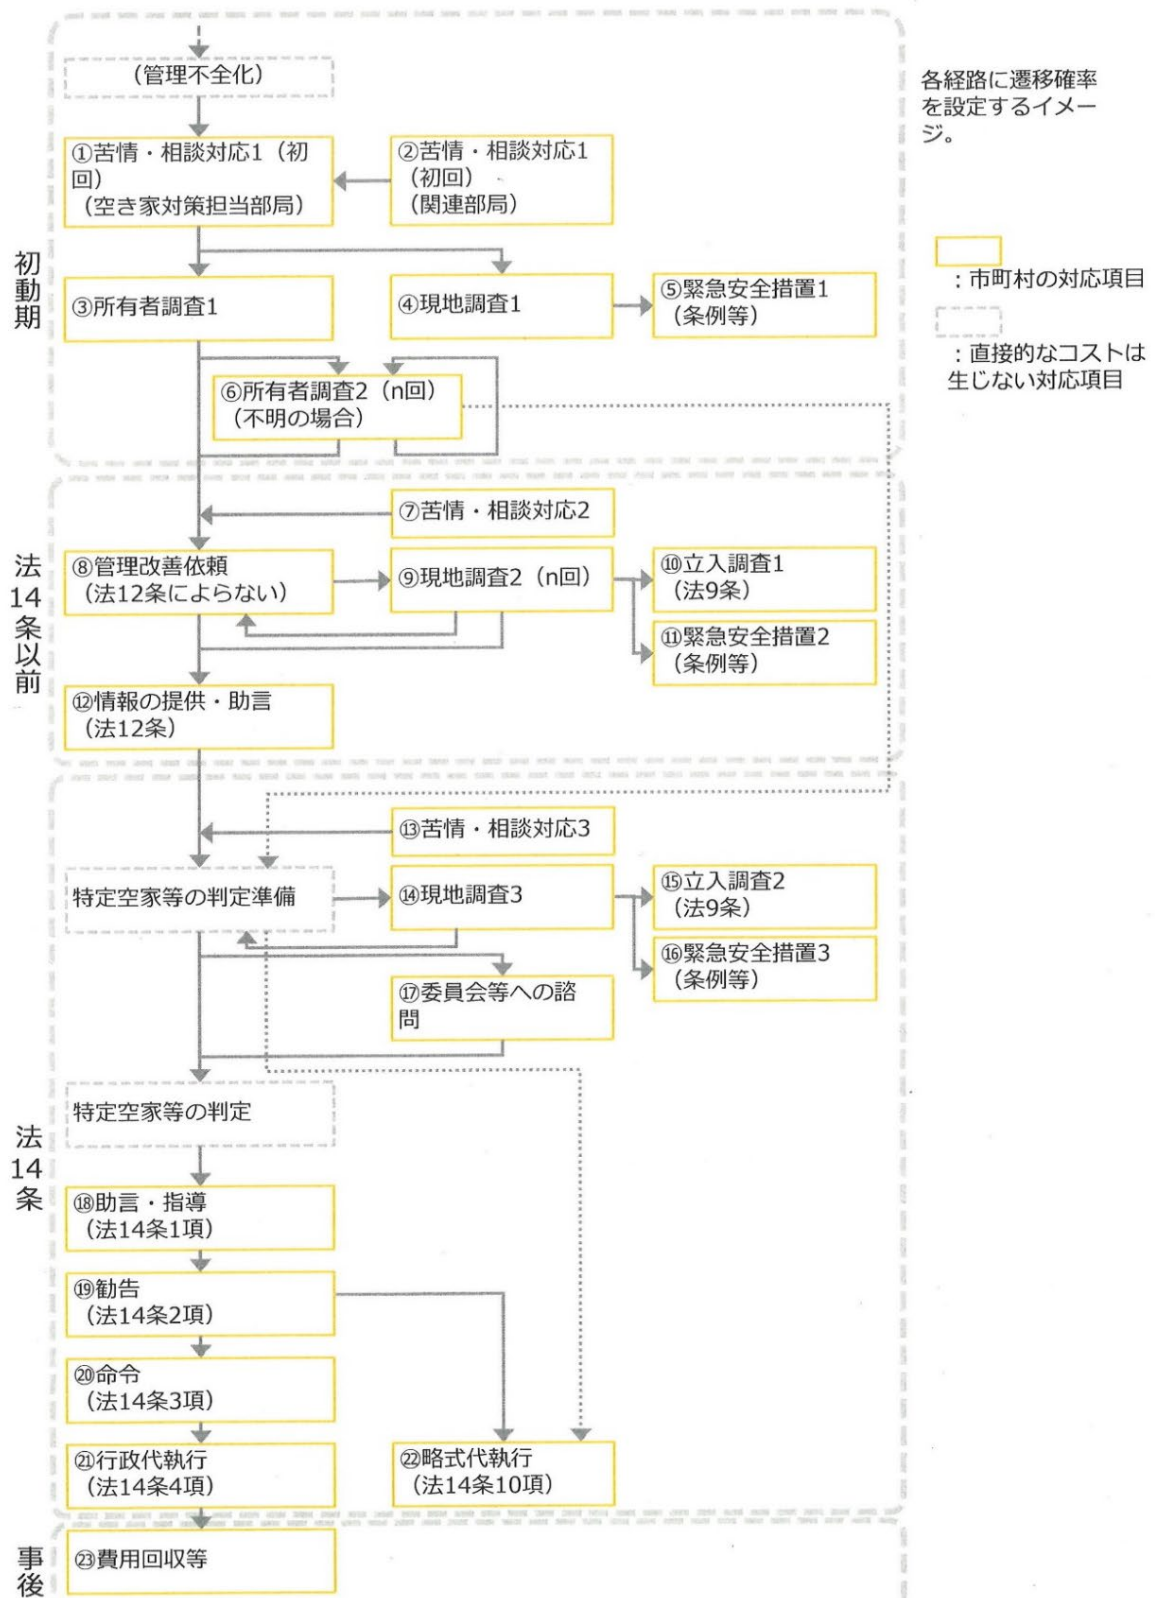 （管理不全化）
各経路に遷移確率
を設定するイメー
ジ。
①苦情・相談対応1（初
回）
（空き家対策担当部局）
②苦情・相談対応1
（初回）
（関連部局）
初動期
③所有者調査1
④現地調査1
⑤緊急安全措置1
（条例等）
：市町村の対応項目
：直接的なコストは
生じない対応項目
⑥所有者調査2（n回）
（不明の場合）
法14条以前
⑦苦情・相談対応2
⑧管理改善依頼
（法12条によらない）
⑨現地調査2（n回）
⑩立入調査1
（法9条）
⑪緊急安全措置2
（条例等）
⑫情報の提供・助言
（法12条）
⑬苦情・相談対応3
特定空家等の判定準備
⑭現地調査3
⑮立入調査2
（法9条）
⑯緊急安全措置3
（条例等）
⑰委員会等への諮
問
法14条
特定空家等の判定
⑱助言・指導
（法14条1項）
⑲勧告
（法14条2項）
⑳命令
（法14条3項）
㉑行政代執行
（法14条4項）
㉒略式代執行
（法14条10項）
事後
㉓費用回収等